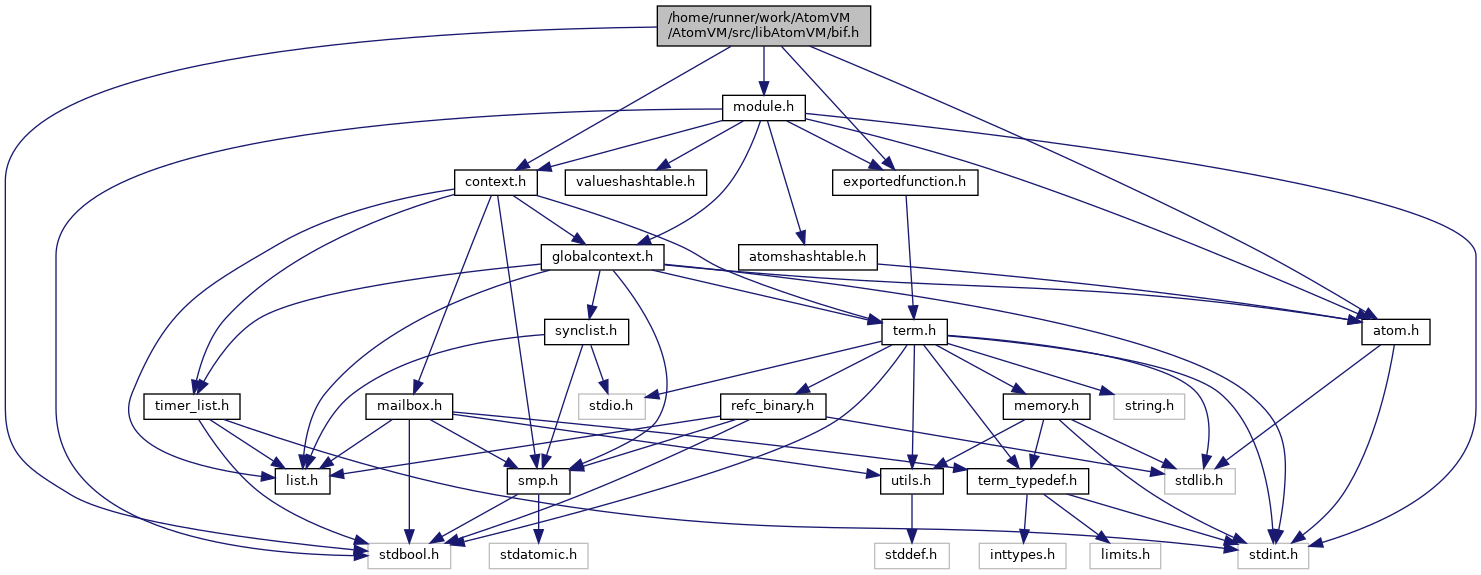 /home/runner/work/AtomVM
/AtomVM/src/libAtomVM/bif.h
module.h
context.h
valueshashtable.h
exportedfunction.h
globalcontext.h
atomshashtable.h
synclist.h
term.h
atom.h
timer_list.h
mailbox.h
stdio.h
refc_binary.h
memory.h
string.h
list.h
smp.h
utils.h
term_typedef.h
stdlib.h
stdbool.h
stdatomic.h
stddef.h
inttypes.h
limits.h
stdint.h